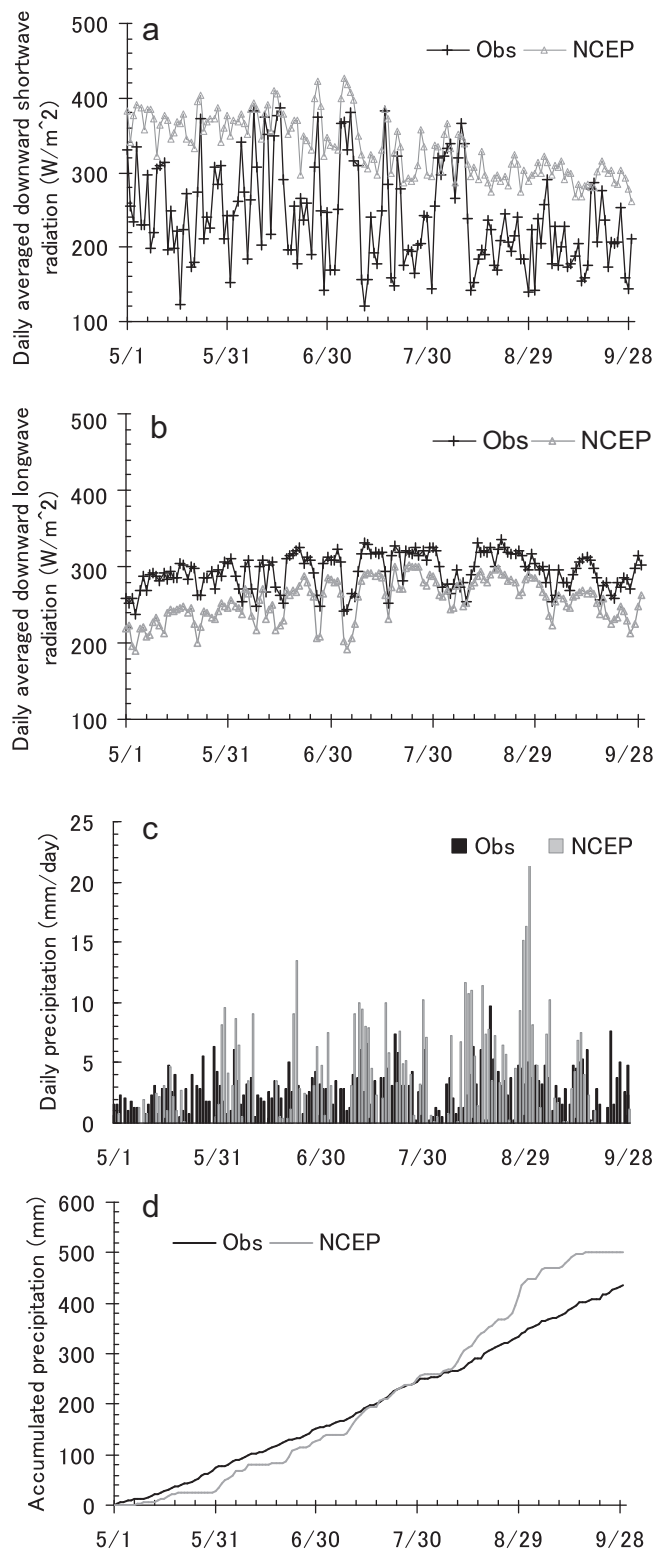 a
Obs
NCEP
Daily averaged downward shortwave
radiation (W/m^2)
500
400
300
200
100
5/1
5/31
6/30
7/30
8/29
9/28
b
Obs
NCEP
Daily averaged downward longwave
radiation (W/m^2)
500
400
300
200
100
5/1
5/31
6/30
7/30
8/29
9/28
c
Obs
NCEP
Daily precipitation (mm/day)
25
20
15
10
5
0
5/1
5/31
6/30
7/30
8/29
9/28
d
Obs
NCEP
Accumulated precipitation (mm)
600
500
400
300
200
100
0
5/1
5/31
6/30
7/30
8/29
9/28